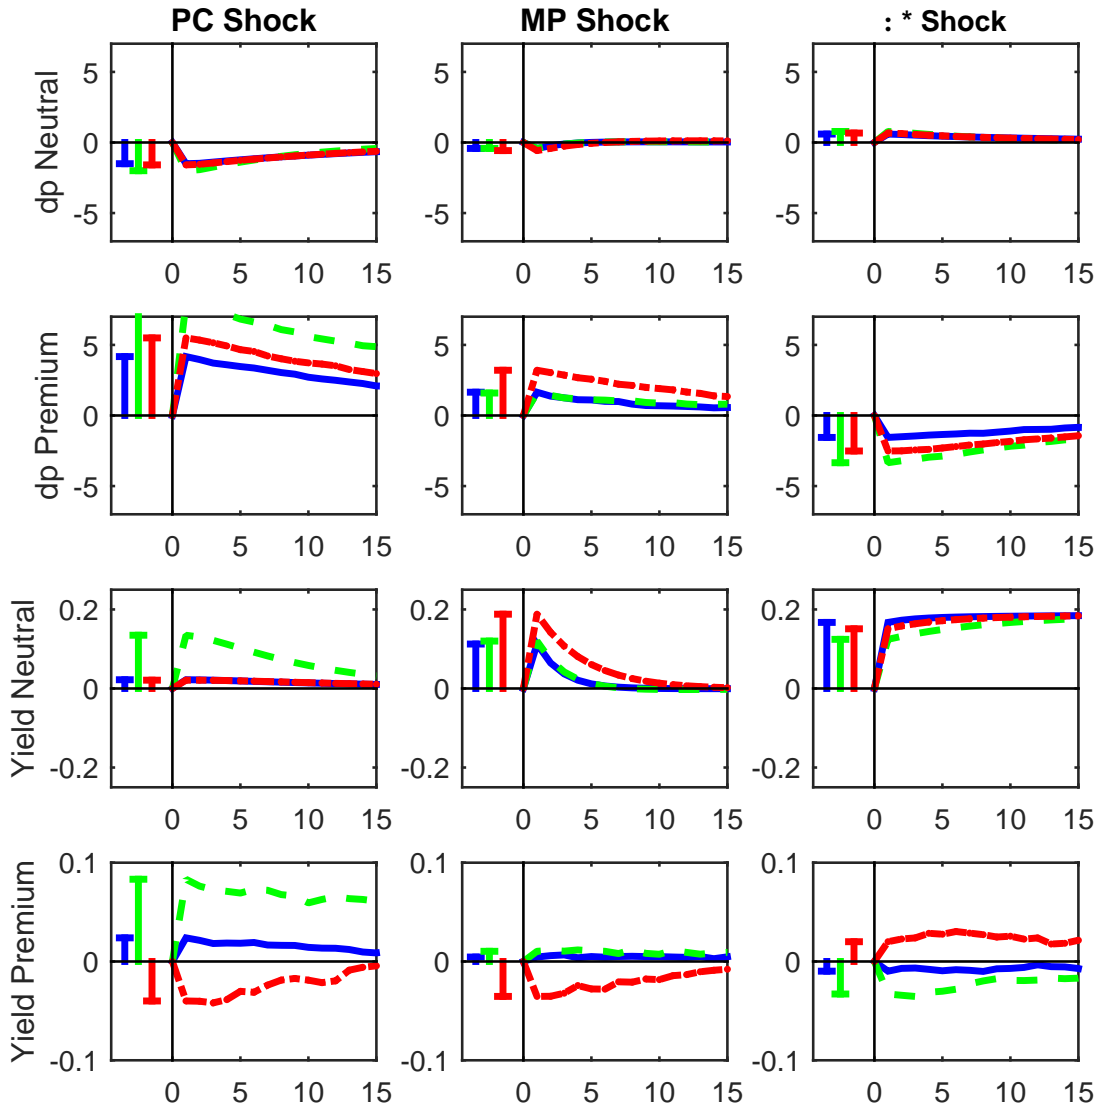 PC Shock MP Shock : * Shock
dp Neutral
5 5 5
0 0 0
-5 -5 -5
0 5 10 15 0 5 10 15 0 5 10 15
dp Premium
5 5 5
0 0 0
-5 -5 -5
0 5 10 15 0 5 10 15 0 5 10 15
Yield Neutral
0.2 0.2 0.2
0 0 0
-0.2 -0.2 -0.2
0 5 10 15 0 5 10 15 0 5 10 15
Yield Premium
0.1 0.1 0.1
0 0 0
-0.1 -0.1 -0.1
0 5 10 15 0 5 10 15 0 5 10 15